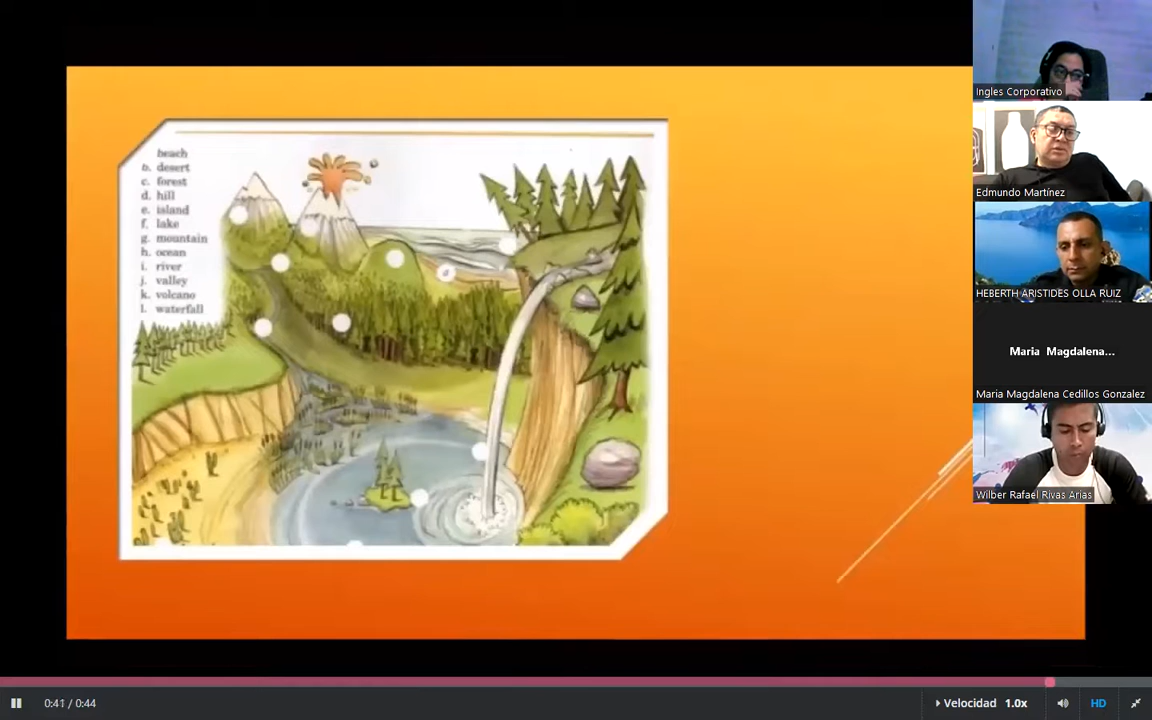 beach
b. desert
c. forest
d. hill
e. island
f. lake
g. mountain
h. ocean
i. river
j. valley
k. volcano
l. waterfall
a
Ingles Corporativo
Edmundo Martínez
HEBERTH ARISTIDES OLLA RUIZ
Maria Magdalena...
Maria Magdalena Cedillos Gonzalez
Wilber Rafael Rivas Arias
0:41 / 0:44
Velocidad 1.0x
HD